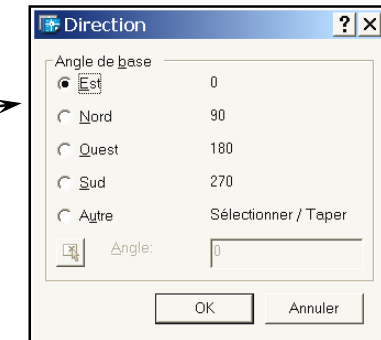 Direction
Angle de base
Est 0
Nord 90
Ouest 180
Sud 270
Autre Sélectionner / Taper
Angle: 0
OK Annuler